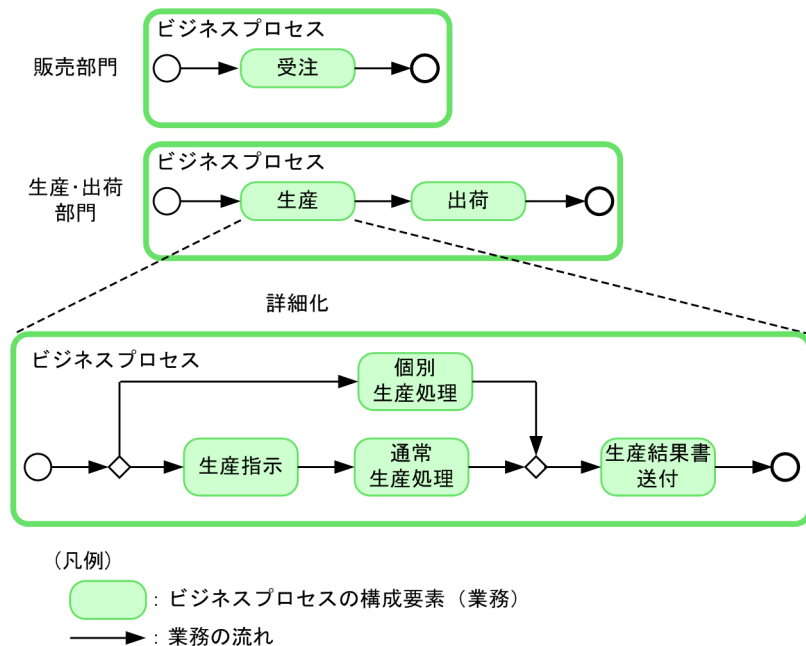 ビジネスプロセス
販売部門
受注
ビジネスプロセス
生産・出荷
部門
生産
出荷
詳細化
ビジネスプロセス
個別
生産処理
生産指示
通常
生産処理
生産結果書
送付
(凡例)
: ビジネスプロセスの構成要素(業務)
: 業務の流れ